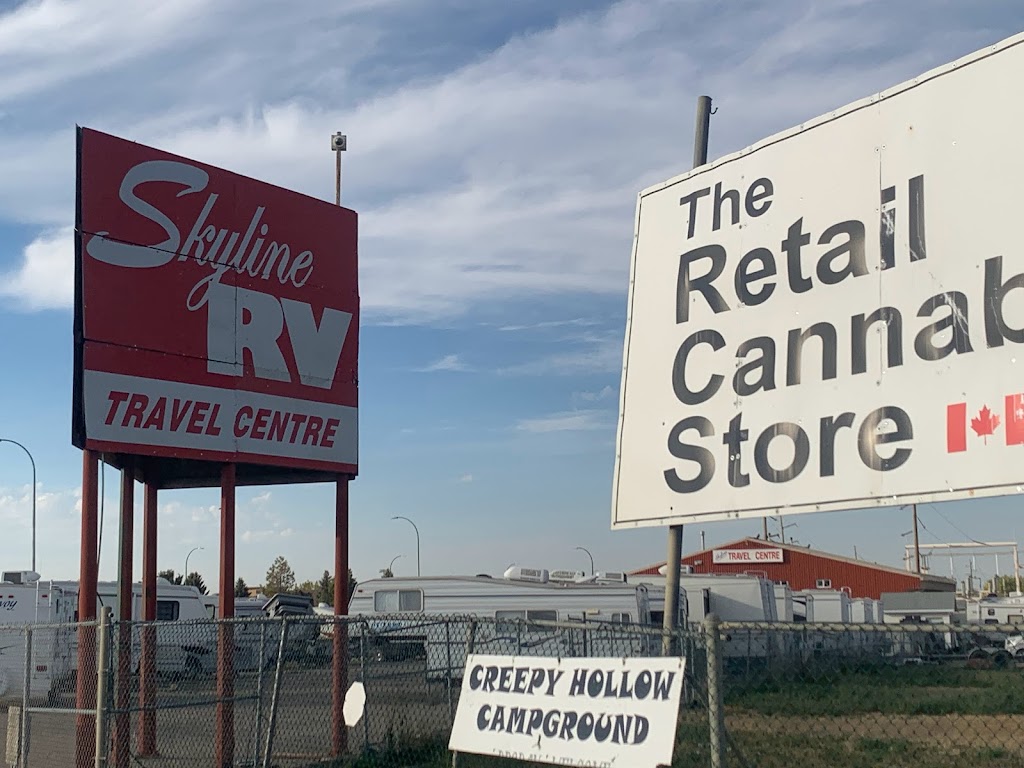 Skyline
RV
TRAVEL CENTRE
The
Retail
Cannab
Store
TRAVEL CENTRE
CREEPY HOLLOW
CAMPGROUND